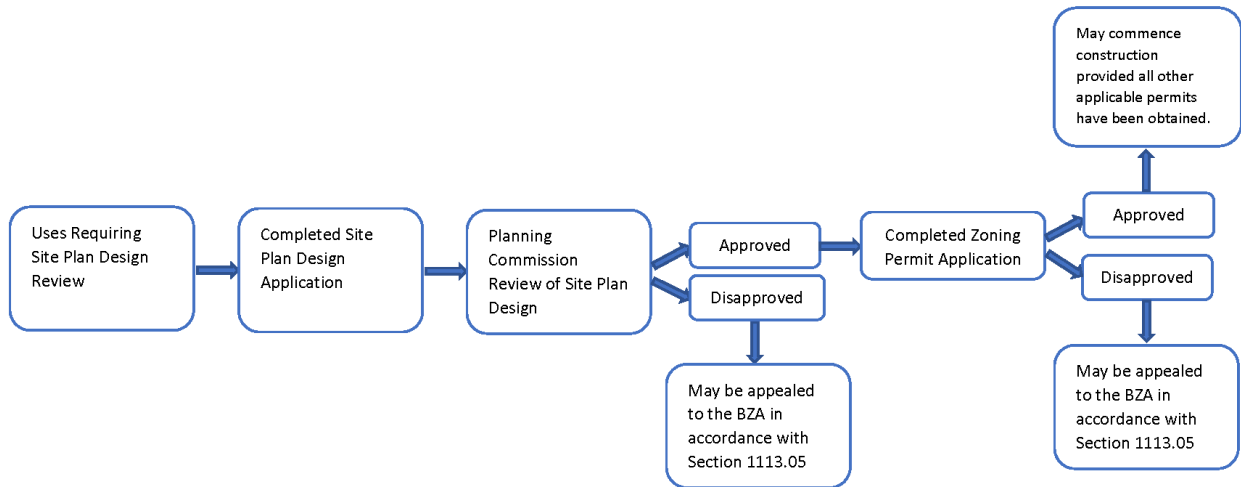 Uses Requiring
Site Plan Design
Review
Completed Site
Plan Design
Application
Planning
Commission
Review of Site Plan
Design
Approved
Disapproved
May be appealed
to the BZA in
accordance with
Section 1113.05
Completed Zoning
Permit Application
Approved
May commence
construction
provided all other
applicable permits
have been obtained.
Disapproved
May be appealed
to the BZA in
accordance with
Section 1113.05